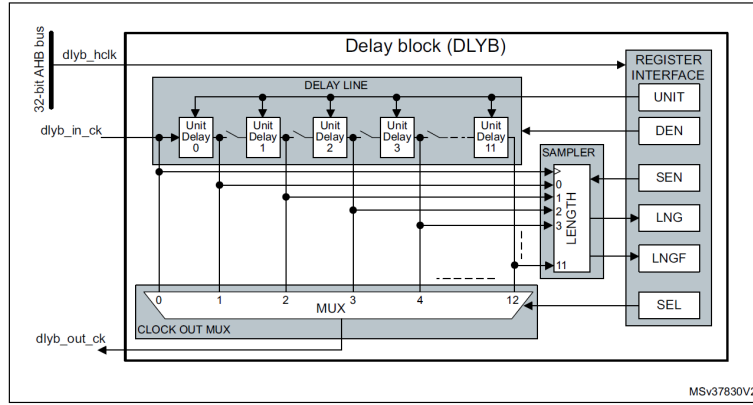 Delay block (DLYB)
32-bit AHB bus
dlyb_hclk
REGISTER
INTERFACE
DELAY LINE
UNIT
dlyb_in_ck
Unit
Delay
0
Unit
Delay
1
Unit
Delay
2
Unit
Delay
3
Unit
Delay
11
DEN
SAMPLER
>
0
1
2
3
11
LENGTH
SEN
LNG
LNGF
SEL
0 1 2 3 4 12
MUX
CLOCK OUT MUX
dlyb_out_ck
MSv37830V2